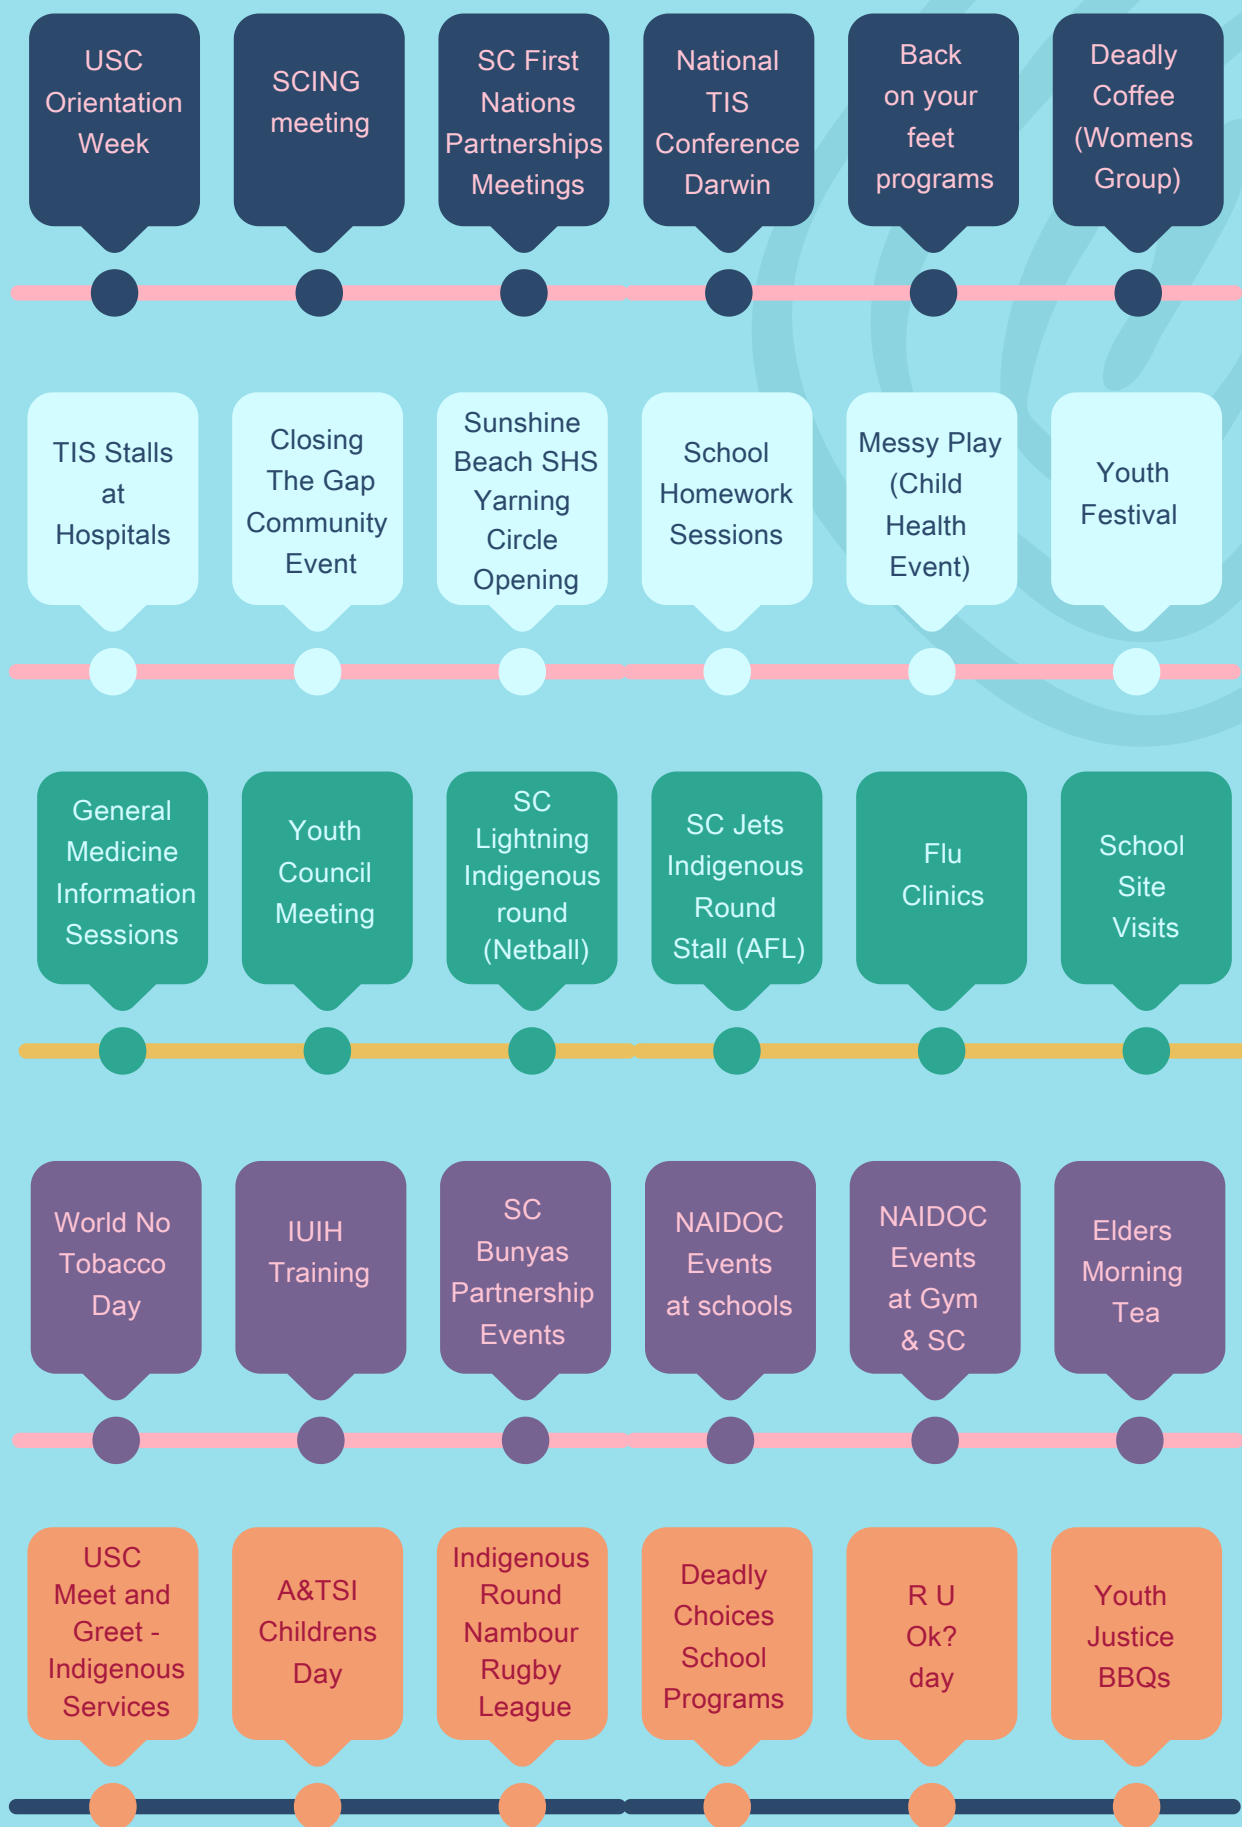 USC
Orientation
Week
SCING
meeting
SC First
Nations
Partnerships
Meetings
National
TIS
Conference
Darwin
Back
on your
feet
programs
Deadly
Coffee
(Womens
Group)
TIS Stalls
at
Hospitals
Closing
The Gap
Community
Event
Sunshine
Beach SHS
Yarning
Circle
Opening
School
Homework
Sessions
Messy Play
(Child
Health
Event)
Youth
Festival
General
Medicine
Information
Sessions
Youth
Council
Meeting
SC
Lightning
Indigenous
round
(Netball)
SC Jets
Indigenous
Round
Stall (AFL)
Flu
Clinics
School
Site
Visits
World No
Tobacco
Day
IUIH
Training
SC
Bunyas
Partnership
Events
NAIDOC
Events
at schools
NAIDOC
Events
at Gym
& SC
Elders
Morning
Tea
USC
Meet and
Greet -
Indigenous
Services
A&TSI
Childrens
Day
Indigenous
Round
Nambour
Rugby
League
Deadly
Choices
School
Programs
R U
Ok?
day
Youth
Justice
BBQs